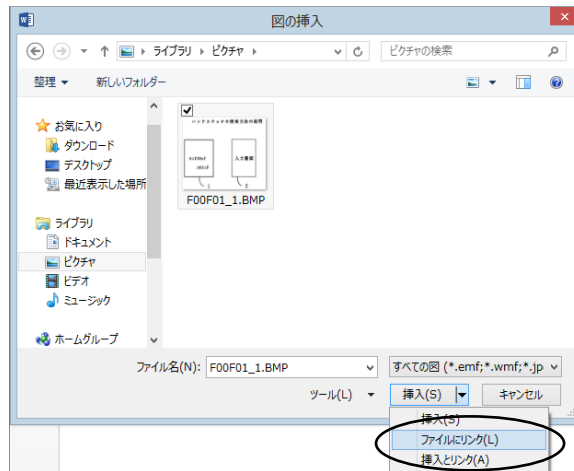 図の挿入
ライブラリ ピクチャ
ピクチャの検索
整理
新しいフォルダー
お気に入り
ダウンロード
デスクトップ
最近表示した場所
ライブラリ
ドキュメント
ピクチャ
ビデオ
ミュージック
ホームグループ
F00F01_1.BMP
ファイル名(N): F00F01_1.BMP
すべての図 (*.emf;*.wmf;*.jp
ツール(L)
挿入(S)
キャンセル
挿入(S)
ファイルにリンク(L)
挿入とリンク(A)